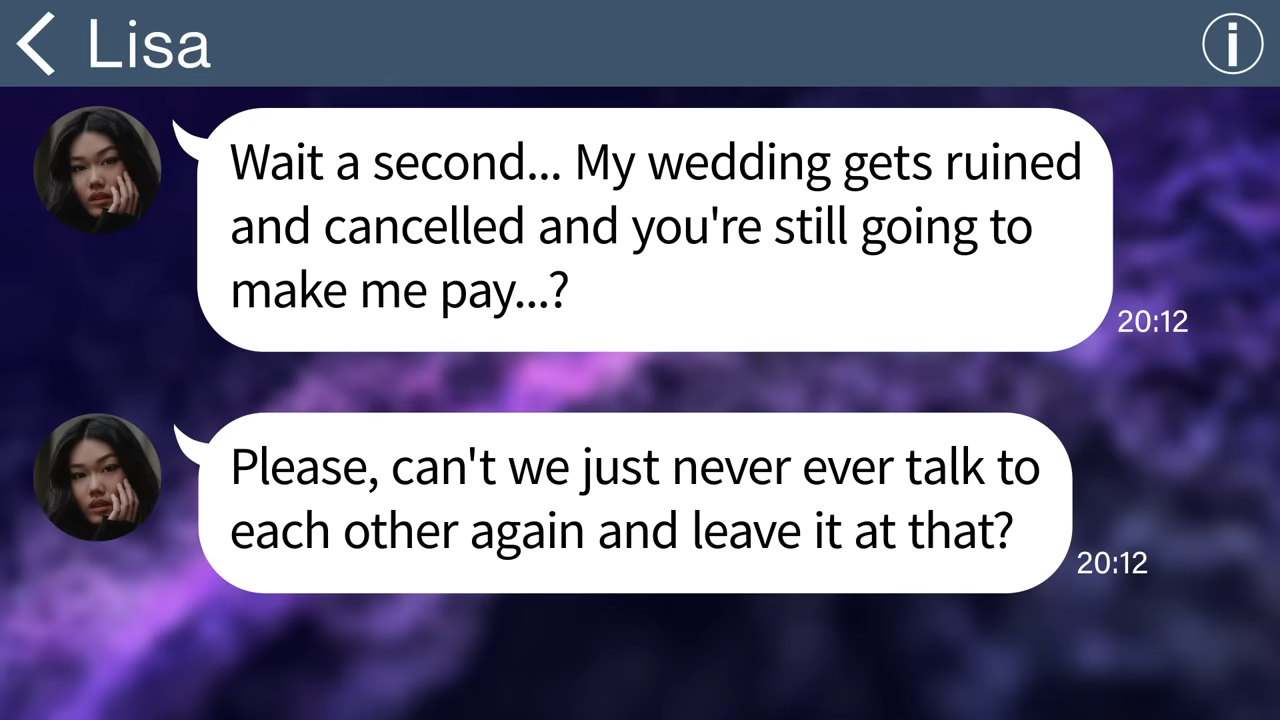 Lisa
Wait a second... My wedding gets ruined
and cancelled and you're still going to
make me pay...?
20:12
Please, can't we just never ever talk to
each other again and leave it at that?
20:12